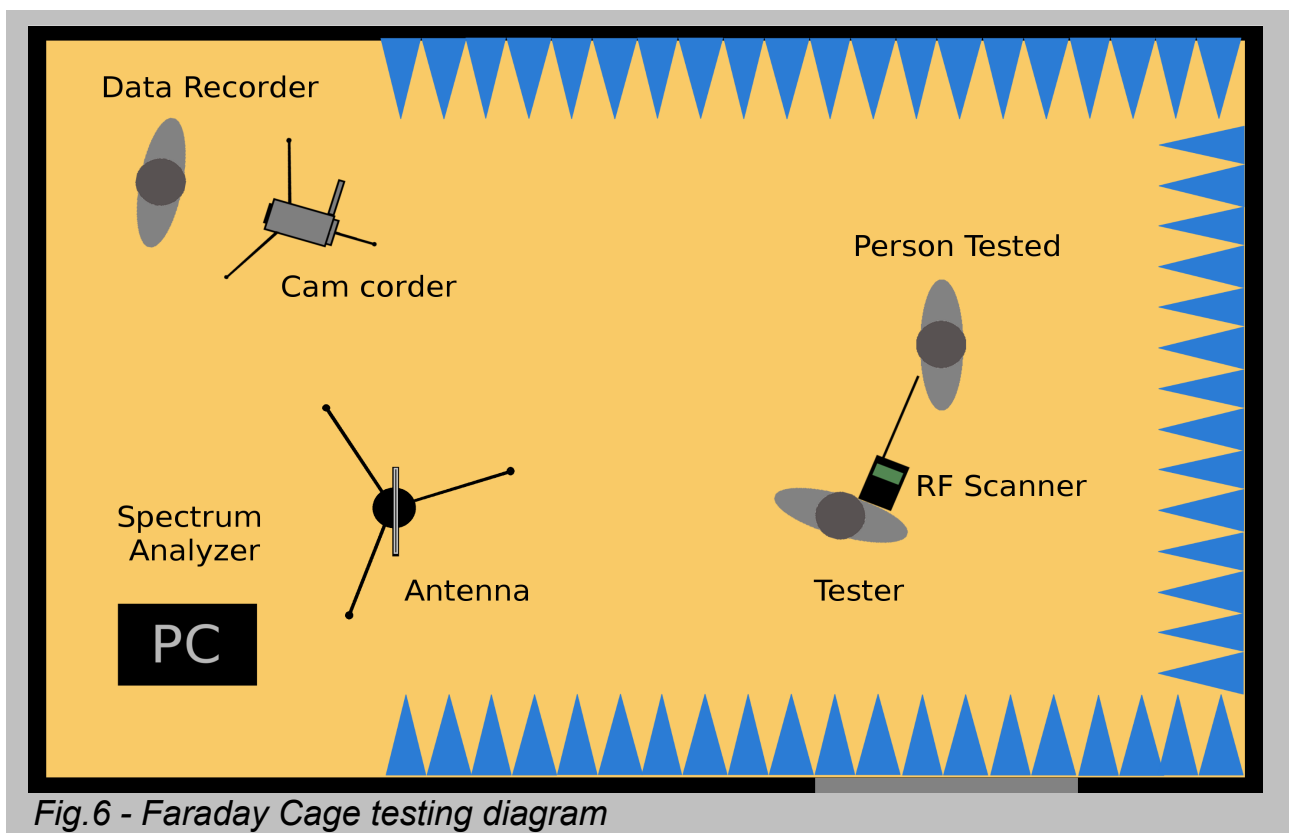 Data Recorder
Cam corder
Person Tested
RF Scanner
Spectrum
Analyzer
Antenna
Tester
PC
Fig.6 - Faraday Cage testing diagram